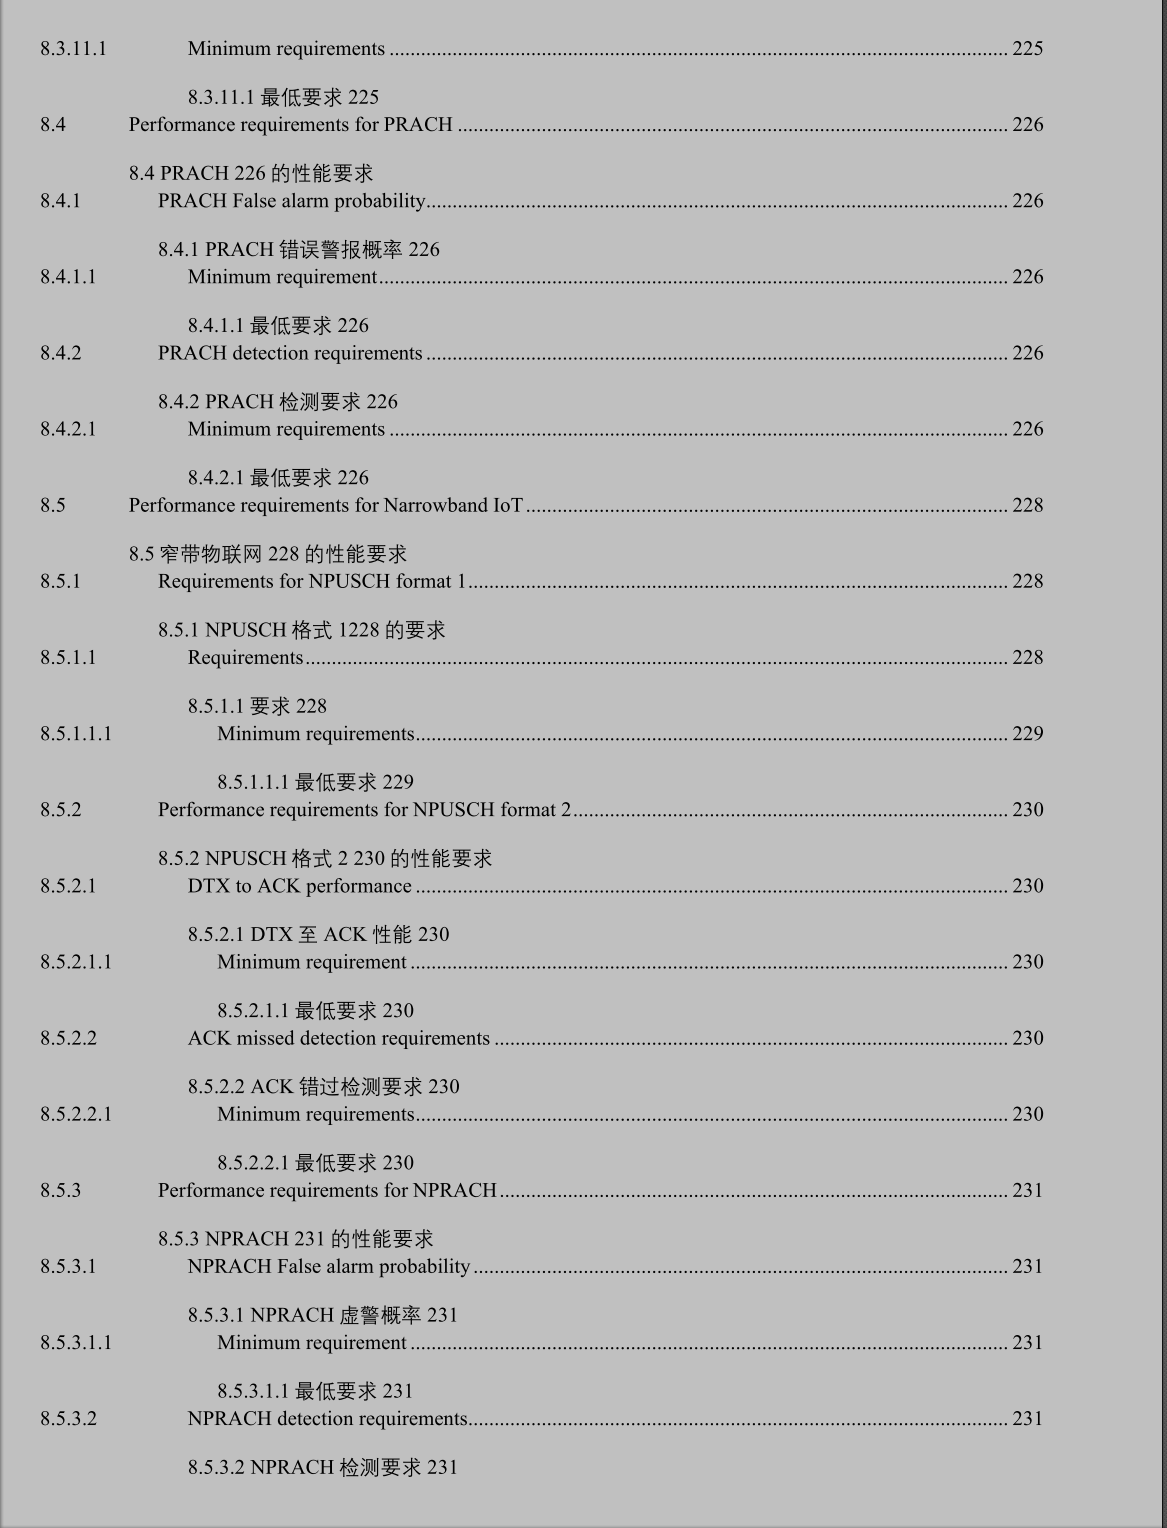 8.3.11.1 Minimum requirements ........ 225
8.3.11.1 最低要求 225
8.4 Performance requirements for PRACH ........ 226
8.4 PRACH 226 的性能要求
8.4.1 PRACH False alarm probability ........ 226
8.4.1 PRACH 错误警报概率 226
8.4.1.1 Minimum requirement ........ 226
8.4.1.1 最低要求 226
8.4.2 PRACH detection requirements ........ 226
8.4.2 PRACH 检测要求 226
8.4.2.1 Minimum requirements ........ 226
8.4.2.1 最低要求 226
8.5 Performance requirements for Narrowband IoT ........ 228
8.5 窄带物联网 228 的性能要求
8.5.1 Requirements for NPUSCH format 1 ........ 228
8.5.1 NPUSCH 格式 1228 的要求
8.5.1.1 Requirements ........ 228
8.5.1.1 要求 228
8.5.1.1.1 Minimum requirements ........ 229
8.5.1.1.1 最低要求 229
8.5.2 Performance requirements for NPUSCH format 2 ........ 230
8.5.2 NPUSCH 格式 2 230 的性能要求
8.5.2.1 DTX to ACK performance ........ 230
8.5.2.1 DTX 至 ACK 性能 230
8.5.2.1.1 Minimum requirement ........ 230
8.5.2.1.1 最低要求 230
8.5.2.2 ACK missed detection requirements ........ 230
8.5.2.2 ACK 错过检测要求 230
8.5.2.2.1 Minimum requirements ........ 230
8.5.2.2.1 最低要求 230
8.5.3 Performance requirements for NPRACH ........ 231
8.5.3 NPRACH 231 的性能要求
8.5.3.1 NPRACH False alarm probability ........ 231
8.5.3.1 NPRACH 虚警概率 231
8.5.3.1.1 Minimum requirement ........ 231
8.5.3.1.1 最低要求 231
8.5.3.2 NPRACH detection requirements ........ 231
8.5.3.2 NPRACH 检测要求 231